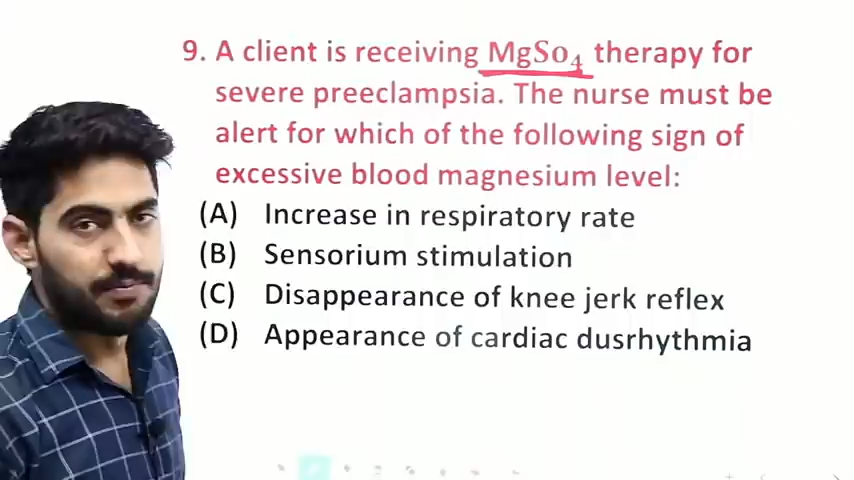 9. A client is receiving MgSo₄ therapy for
severe preeclampsia. The nurse must be
alert for which of the following sign of
excessive blood magnesium level:
(A) Increase in respiratory rate
(B) Sensorium stimulation
(C) Disappearance of knee jerk reflex
(D) Appearance of cardiac dusrhythmia